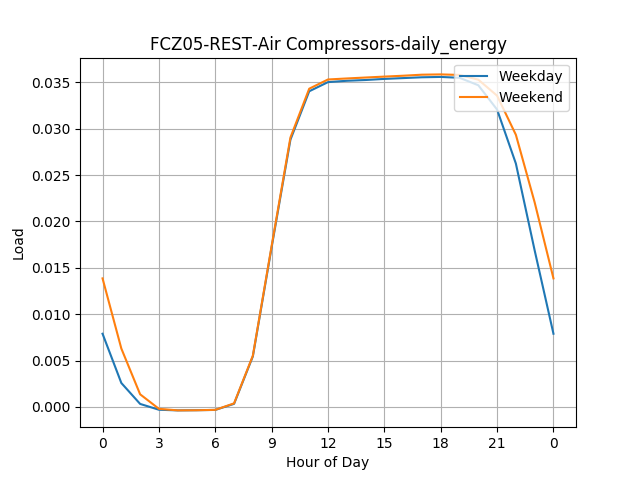 FCZ05-REST-Air Compressors-daily_energy
Weekday
Weekend
0.035
0.030
0.025
0.020
0.015
0.010
0.005
0.000
Load
0 3 6 9 12 15 18 21 0
Hour of Day